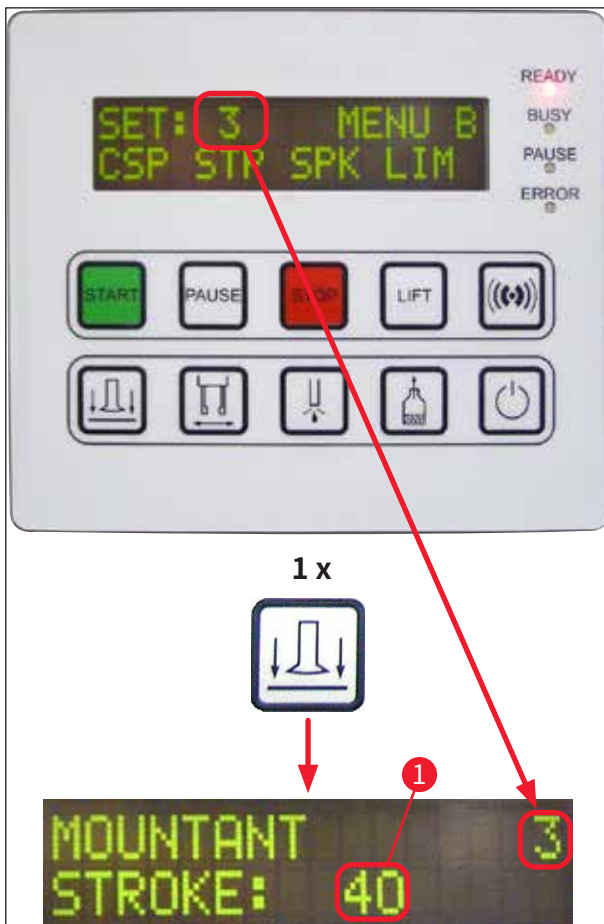 SET: 3 MENU B
CSP STP SPK LIM
READY
BUSY
PAUSE
ERROR
START PAUSE STOP LIFT
1 x
1
MOUNTANT 3
STROKE: 40